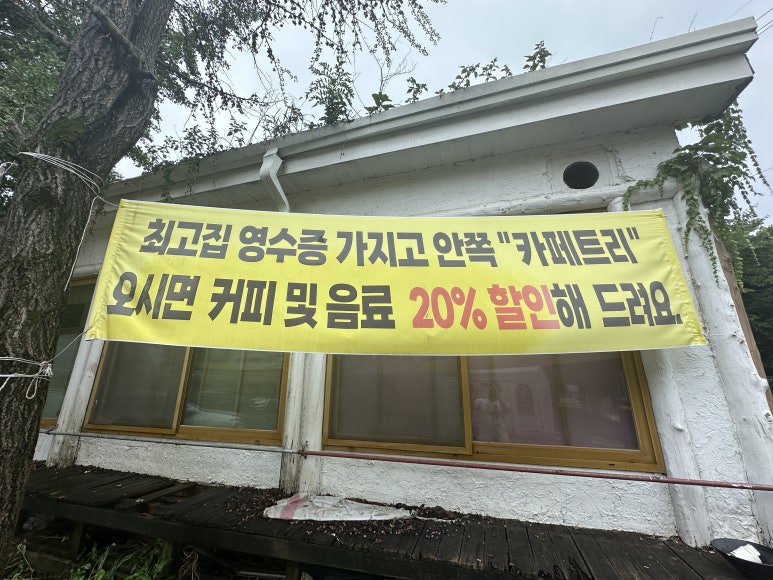 최고집 영수증 가지고 안쪽 "카페트리"
오시면 커피 및 음료 20% 할인해 드려요.